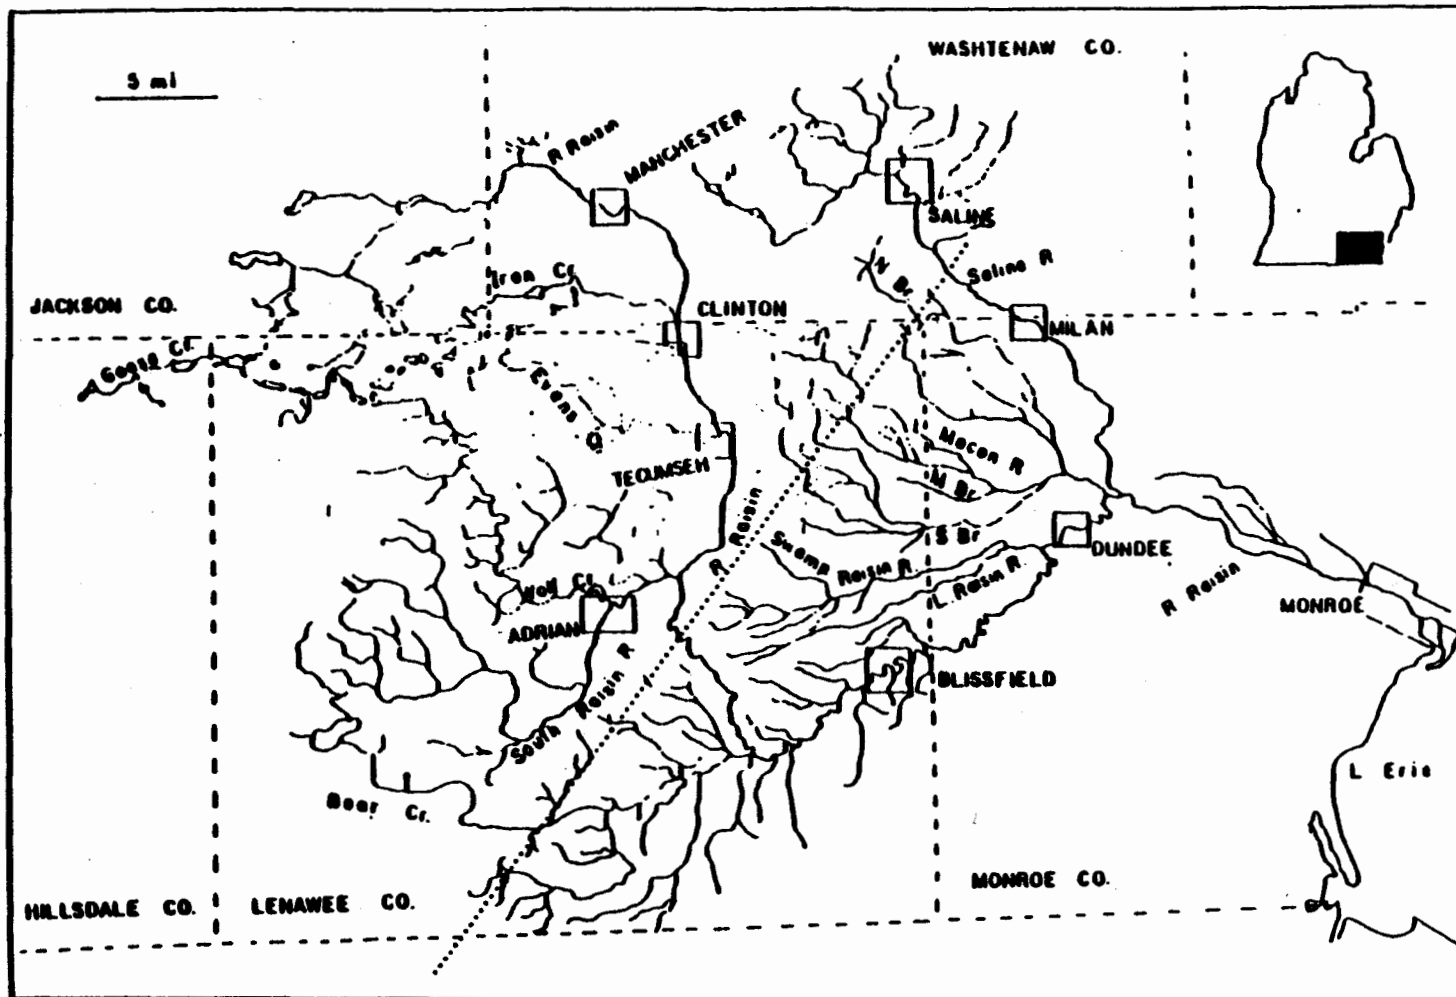 WASHTENAW CO.
5 mi
R Raisin
MANCHESTER
SALINE
Saline R
N Br
Iron Cr.
JACKSON CO.
CLINTON
MILAN
Goose Cr.
Evans
Macon R
TECUMSEH
M Br
R Raisin
S Br
Swamp Raisin R.
DUNDEE
L. Raisin R
R Raisin
Wolf Cr.
MONROE
ADRIAN
BLISSFIELD
South Raisin R
L Erie
Bear Cr.
MONROE CO.
HILLSDALE CO.
LENAWEE CO.